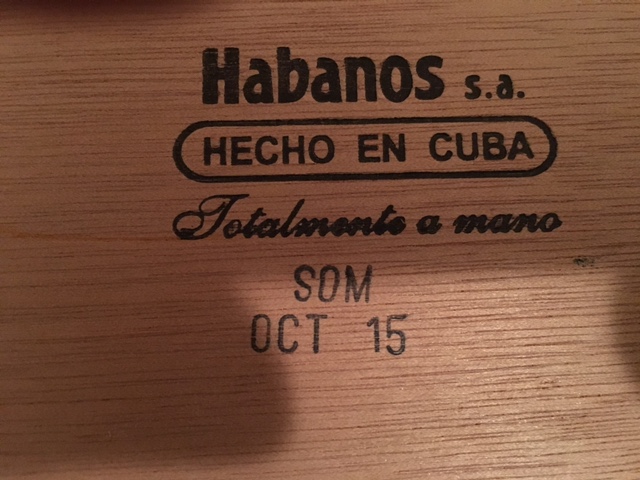 Habanos s.a.
HECHO EN CUBA
Totalmente a mano
SOM
OCT 15